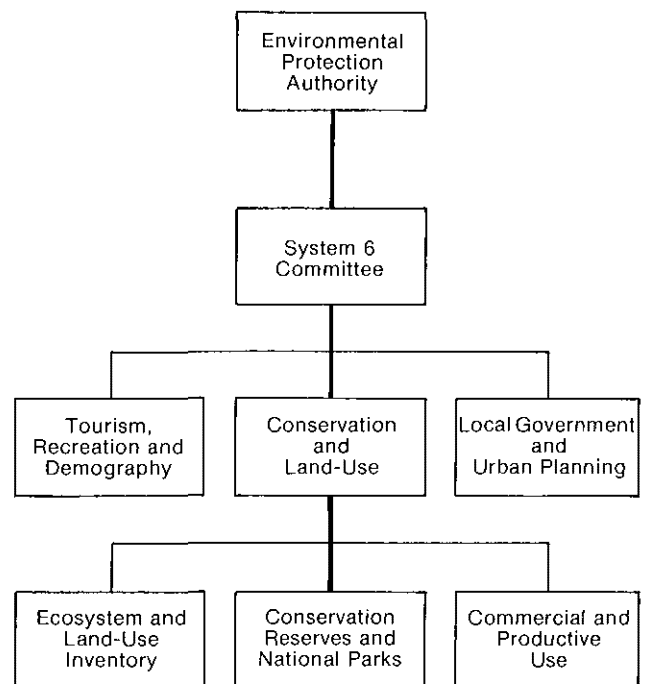 Environmental
Protection
Authority
System 6
Committee
Tourism,
Recreation and
Demography
Conservation
and
Land-Use
Local Government
and
Urban Planning
Ecosystem and
Land-Use
Inventory
Conservation
Reserves and
National Parks
Commercial and
Productive
Use